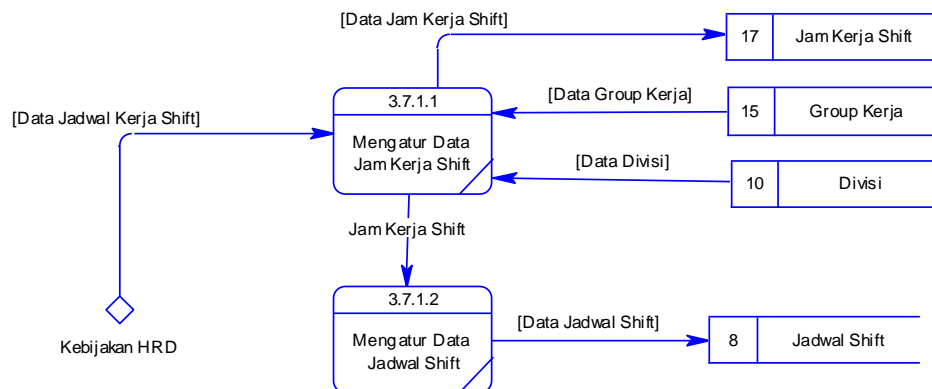 [Data Jam Kerja Shift]
17 Jam Kerja Shift
3.7.1.1
[Data Group Kerja]
15 Group Kerja
[Data Jadwal Kerja Shift]
Mengatur Data
Jam Kerja Shift
[Data Divisi]
10 Divisi
Jam Kerja Shift
3.7.1.2
[Data Jadwal Shift]
Mengatur Data
Jadwal Shift
8 Jadwal Shift
Kebijakan HRD